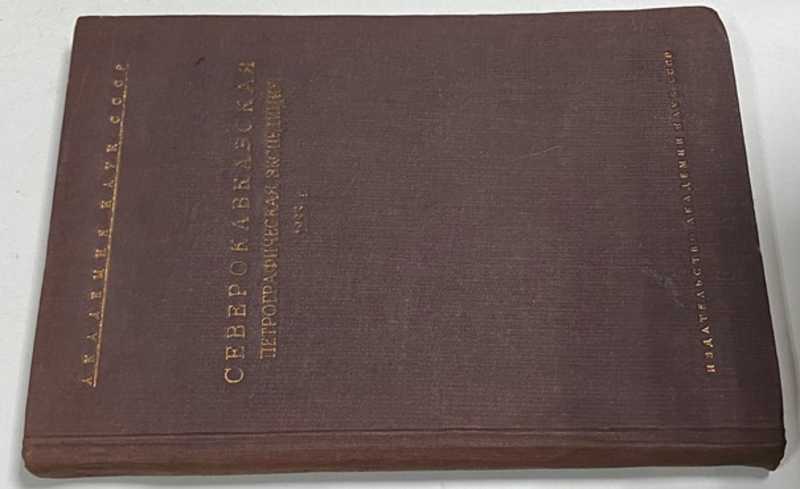 АКАДЕМИЯ НАУК СССР
СЕВЕРОКАВКАЗСКАЯ
ПЕТРОГРАФИЧЕСКАЯ ЭКСПЕДИЦИЯ
ИЗДАТЕЛЬСТВО АКАДЕМИИ НАУК СССР